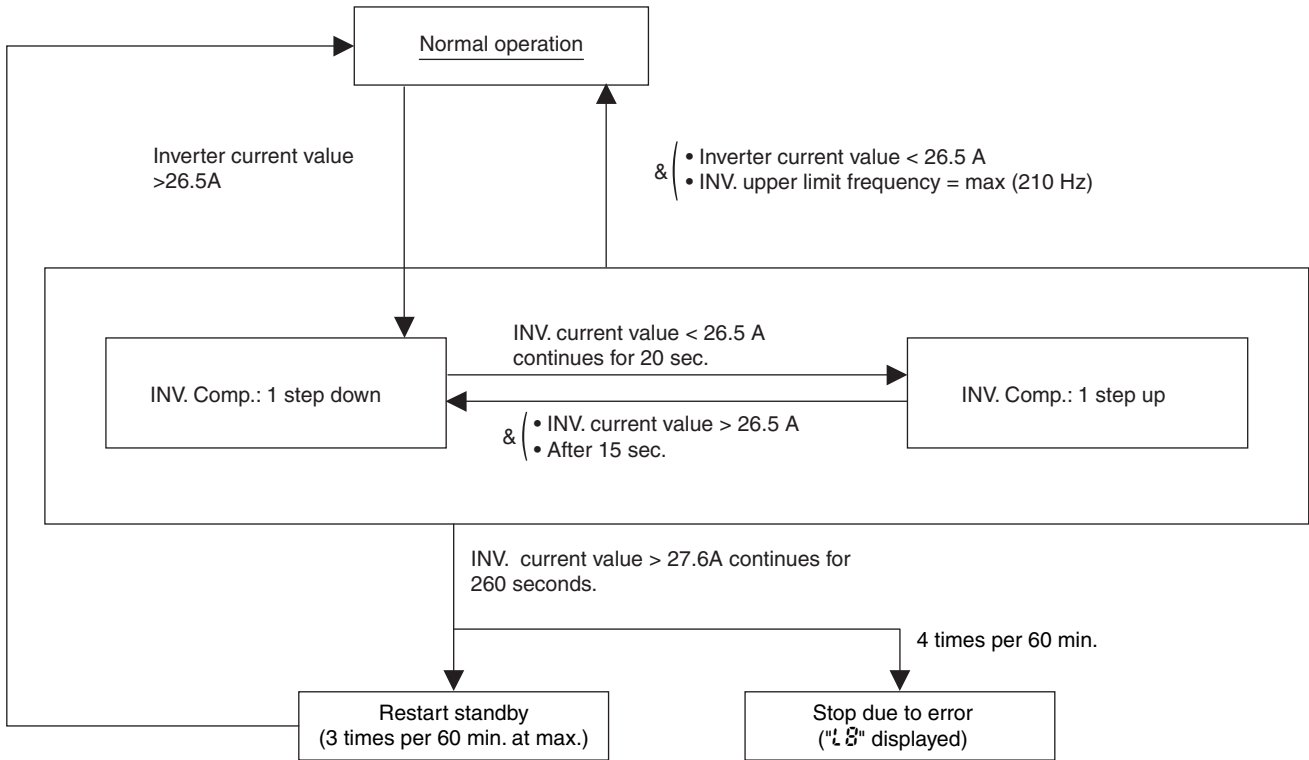 Normal operation
Inverter current value
>26.5A
& ( • Inverter current value < 26.5 A
• INV. upper limit frequency = max (210 Hz)
INV. current value < 26.5 A
continues for 20 sec.
INV. Comp.: 1 step down
INV. Comp.: 1 step up
& ( • INV. current value > 26.5 A
• After 15 sec.
INV. current value > 27.6A continues for
260 seconds.
4 times per 60 min.
Restart standby
(3 times per 60 min. at max.)
Stop due to error
("L8" displayed)